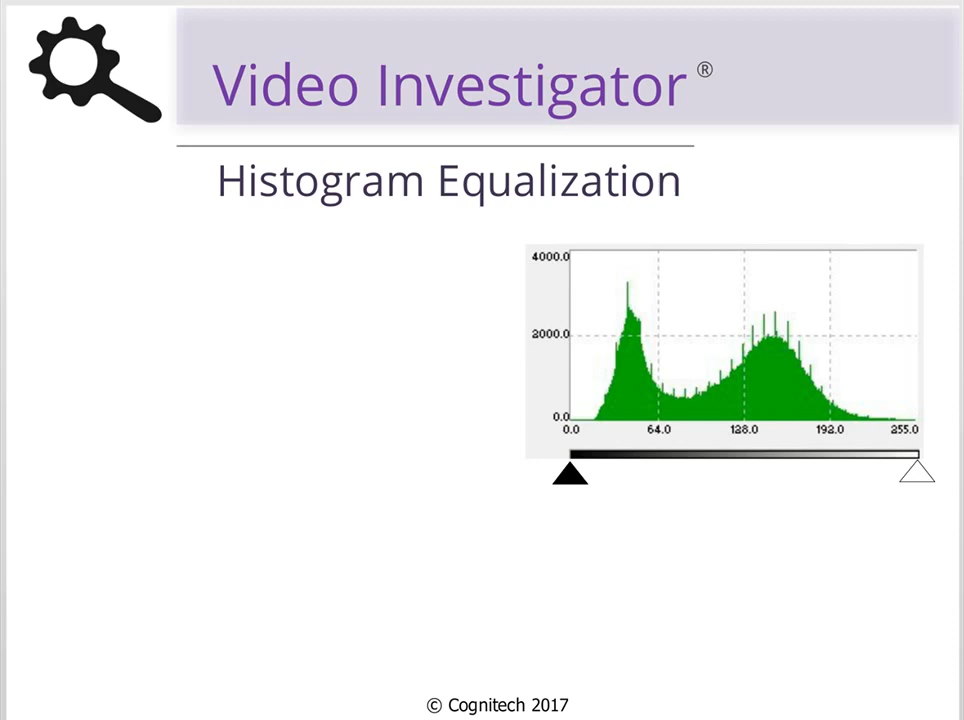 Video Investigator ®
Histogram Equalization
4000.0
2000.0
0.0
0.0 64.0 128.0 192.0 255.0
© Cognitech 2017